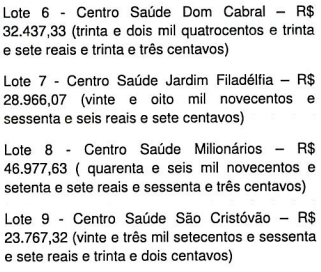 Lote 6 - Centro Saúde Dom Cabral – R$
32.437,33 (trinta e dois mil quatrocentos e trinta
e sete reais e trinta e três centavos)
Lote 7 - Centro Saúde Jardim Filadélfia – R$
28.966,07 (vinte e oito mil novecentos e
sessenta e seis reais e sete centavos)
Lote 8 - Centro Saúde Milionários – R$
46.977,63 ( quarenta e seis mil novecentos e
setenta e sete reais e sessenta e três centavos)
Lote 9 - Centro Saúde São Cristóvão – R$
23.767,32 (vinte e três mil setecentos e sessenta
e sete reais e trinta e dois centavos)